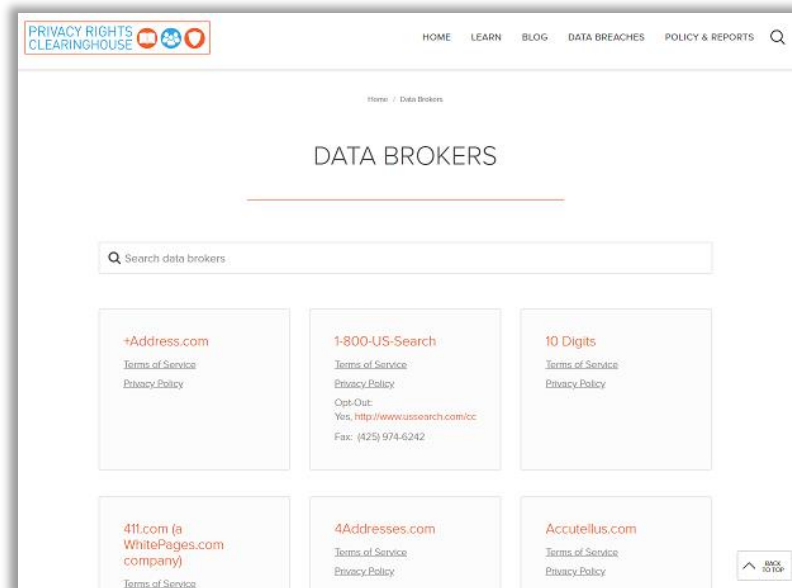 PRIVACY RIGHTS
CLEARINGHOUSE
HOME LEARN BLOG DATA BREACHES POLICY & REPORTS
Home / Data Brokers
DATA BROKERS
Search data brokers
+Address.com
Terms of Service
Privacy Policy
1-800-US-Search
Terms of Service
Privacy Policy
Opt-Out:
Yes, http://www.ussearch.com/cc
Fax: (425) 974-6242
10 Digits
Terms of Service
Privacy Policy
411.com (a
WhitePages.com
company)
Terms of Service
4Addresses.com
Terms of Service
Privacy Policy
Accutellus.com
Terms of Service
Privacy Policy
BACK
TO TOP